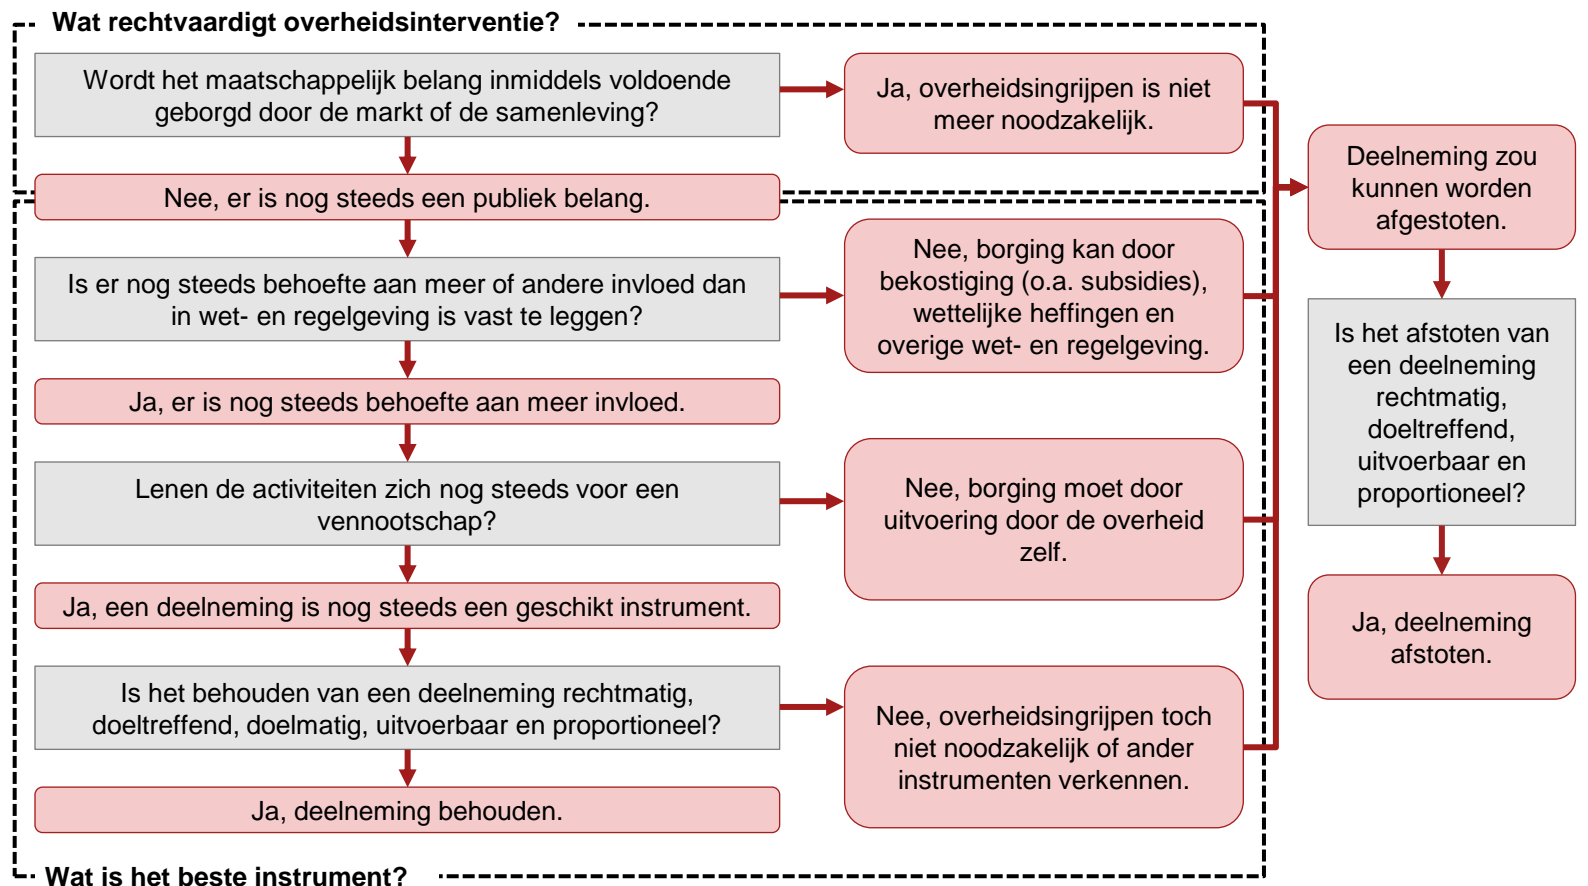 Wat rechtvaardigt overheidsinterventie?
Wordt het maatschappelijk belang inmiddels voldoende
geborgd door de markt of de samenleving?
Ja, overheidsingrijpen is niet
meer noodzakelijk.
Nee, er is nog steeds een publiek belang.
Is er nog steeds behoefte aan meer of andere invloed dan
in wet- en regelgeving is vast te leggen?
Nee, borging kan door
bekostiging (o.a. subsidies),
wettelijke heffingen en
overige wet- en regelgeving.
Ja, er is nog steeds behoefte aan meer invloed.
Lenen de activiteiten zich nog steeds voor een
vennootschap?
Nee, borging moet door
uitvoering door de overheid
zelf.
Ja, een deelneming is nog steeds een geschikt instrument.
Is het behouden van een deelneming rechtmatig,
doeltreffend, doelmatig, uitvoerbaar en proportioneel?
Nee, overheidsingrijpen toch
niet noodzakelijk of ander
instrumenten verkennen.
Ja, deelneming behouden.
Wat is het beste instrument?
Deelneming zou
kunnen worden
afgestoten.
Is het afstoten van
een deelneming
rechtmatig,
doeltreffend,
uitvoerbaar en
proportioneel?
Ja, deelneming
afstoten.